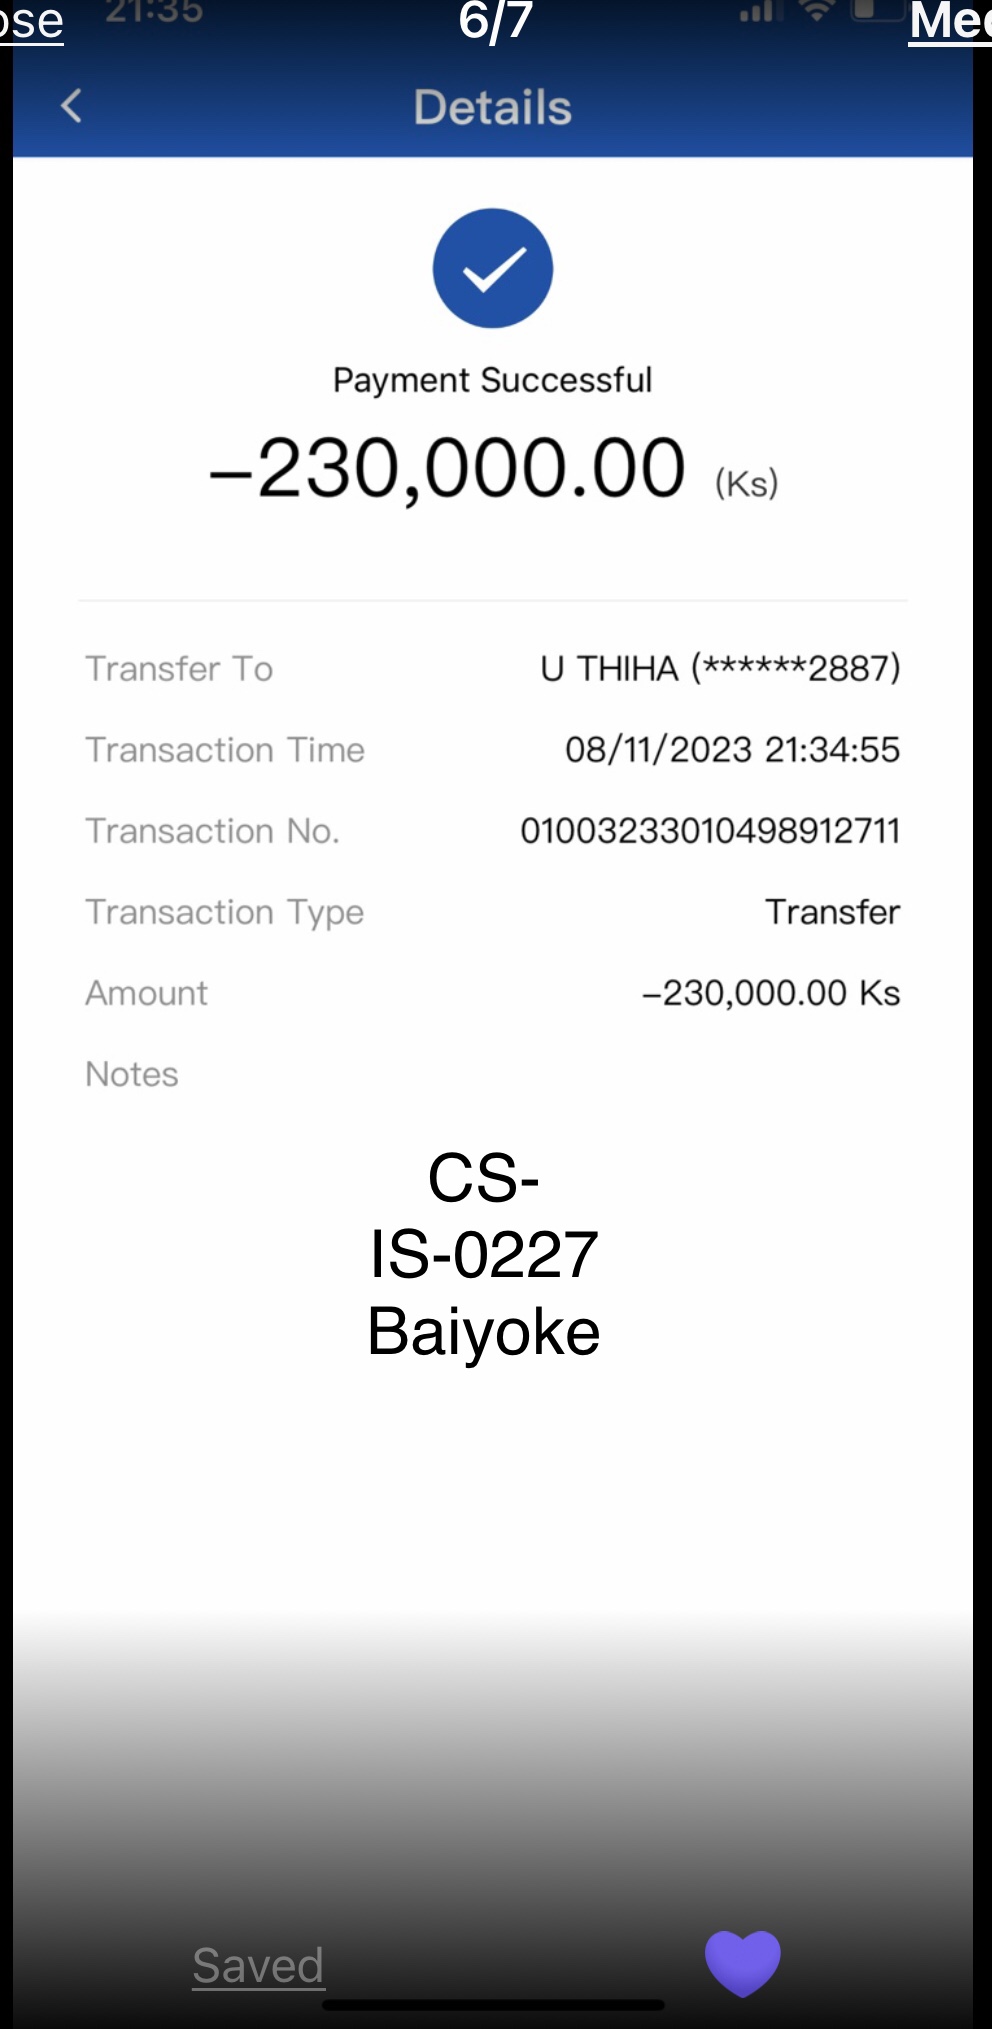 21:35
6/7
Details
Payment Successful
-230,000.00 (Ks)
Transfer To U THIHA (******2887)
Transaction Time 08/11/2023 21:34:55
Transaction No. 01003233010498912711
Transaction Type Transfer
Amount -230,000.00 Ks
Notes
CS-
IS-0227
Baiyoke
Saved